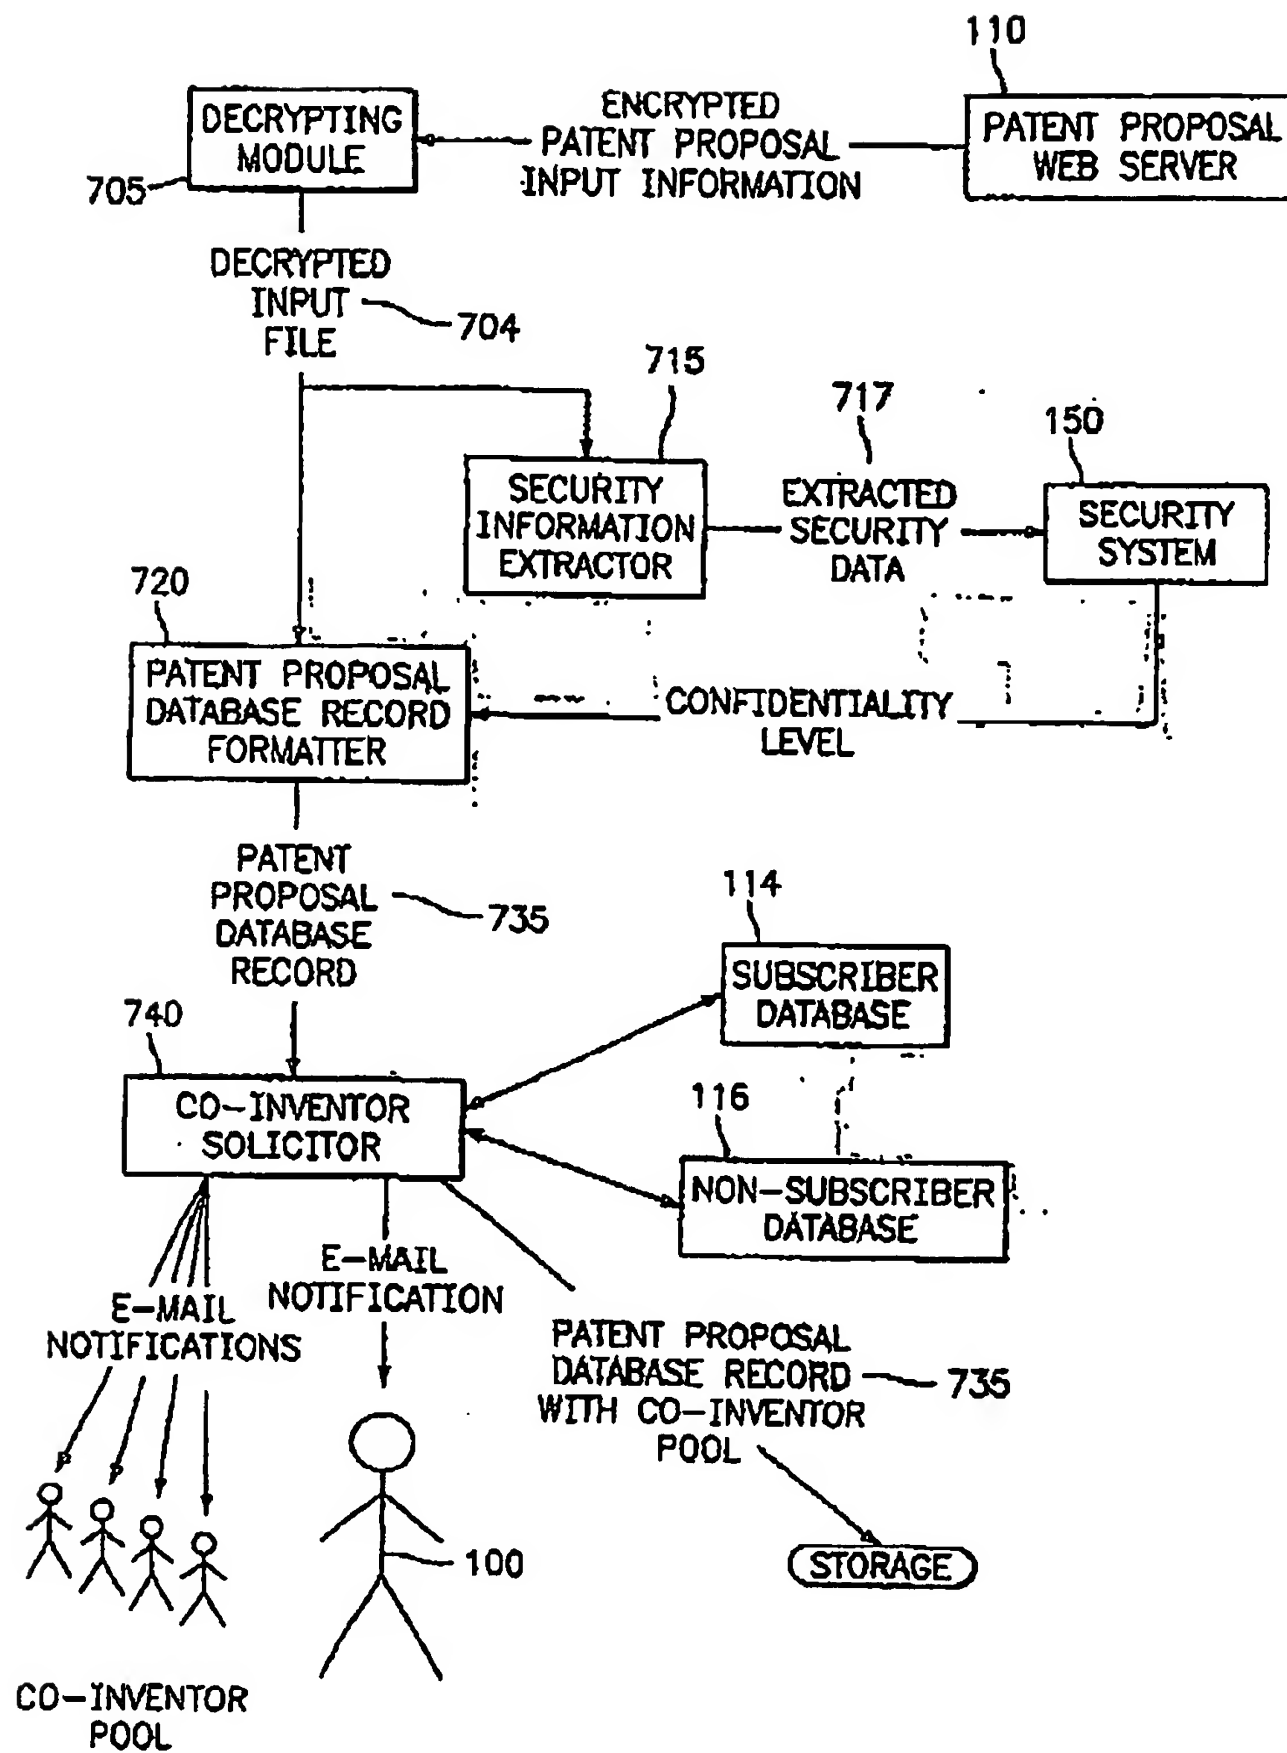 110
DECRYPTING
MODULE
705
ENCRYPTED
PATENT PROPOSAL
INPUT INFORMATION
PATENT PROPOSAL
WEB SERVER
DECRYPTED
INPUT
FILE
704
715
717
150
SECURITY
INFORMATION
EXTRACTOR
EXTRACTED
SECURITY
DATA
SECURITY
SYSTEM
720
PATENT PROPOSAL
DATABASE RECORD
FORMATTER
CONFIDENTIALITY
LEVEL
PATENT
PROPOSAL
DATABASE
RECORD
735
114
SUBSCRIBER
DATABASE
740
CO-INVENTOR
SOLICITOR
116
NON-SUBSCRIBER
DATABASE
E-MAIL
NOTIFICATIONS
E-MAIL
NOTIFICATION
PATENT PROPOSAL
DATABASE RECORD
WITH CO-INVENTOR
POOL
735
100
STORAGE
CO-INVENTOR
POOL